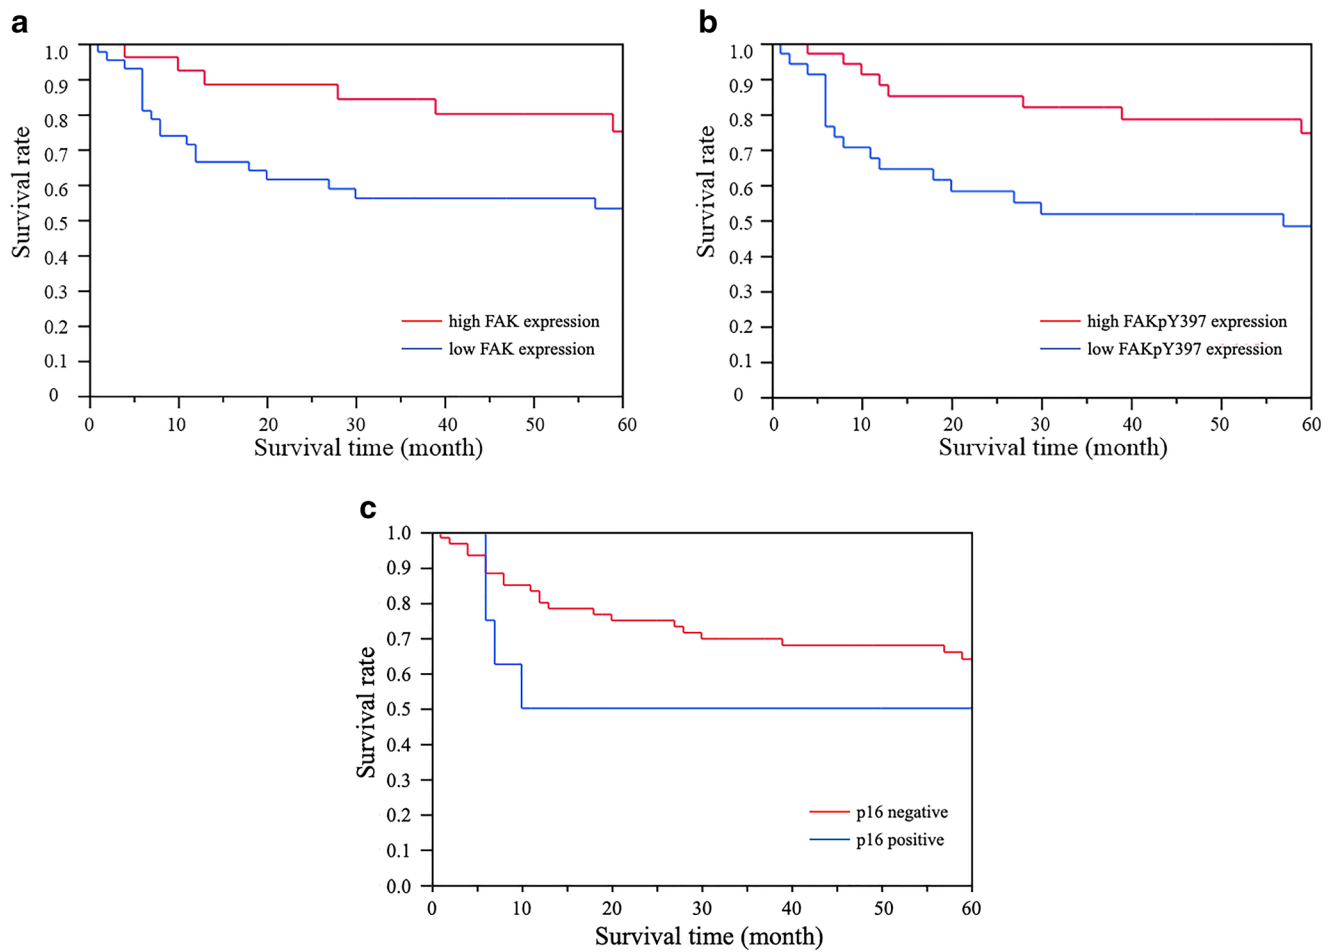 a
1.0
0.9
0.8
0.7
0.6
0.5
0.4
0.3
0.2
0.1
0
Survival rate
high FAK expression
low FAK expression
0 10 20 30 40 50 60
Survival time (month)
b
1.0
0.9
0.8
0.7
0.6
0.5
0.4
0.3
0.2
0.1
0
Survival rate
high FAKpY397 expression
low FAKpY397 expression
0 10 20 30 40 50 60
Survival time (month)
c
1.0
0.9
0.8
0.7
0.6
0.5
0.4
0.3
0.2
0.1
0.0
Survival rate
p16 negative
p16 positive
0 10 20 30 40 50 60
Survival time (month)